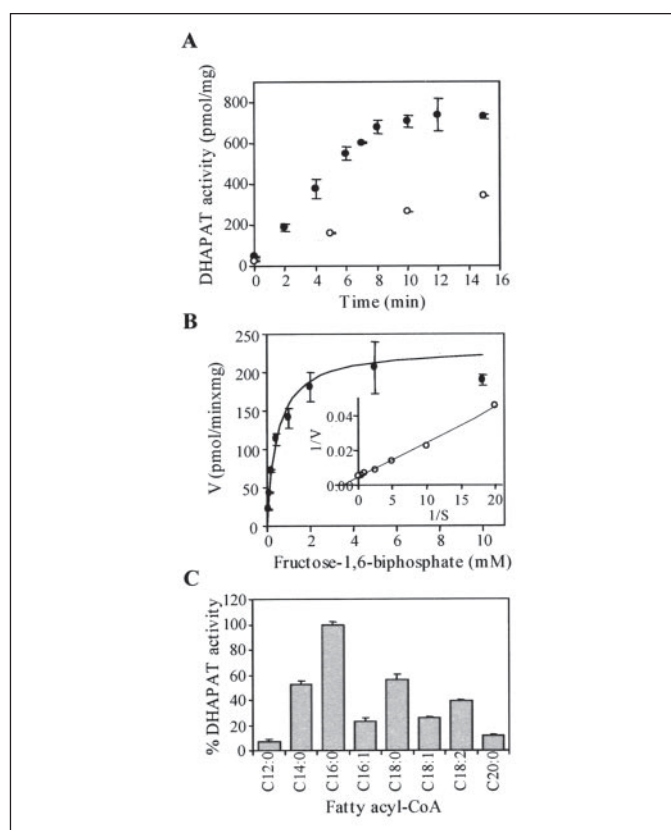 A
800
600
400
200
0
DHAPAT activity (pmol/mg)
0 2 4 6 8 10 12 14 16
Time (min)
B
250
200
150
100
50
0
V (pmol/minxmg)
0.04
0.02
0.00
1/V
0 5 10 15 20
1/S
0 2 4 6 8 10
Fructose-1,6-biphosphate (mM)
C
120
100
80
60
40
20
0
% DHAPAT activity
C12:0 C14:0 C16:0 C16:1 C18:0 C18:1 C18:2 C20:0
Fatty acyl-CoA